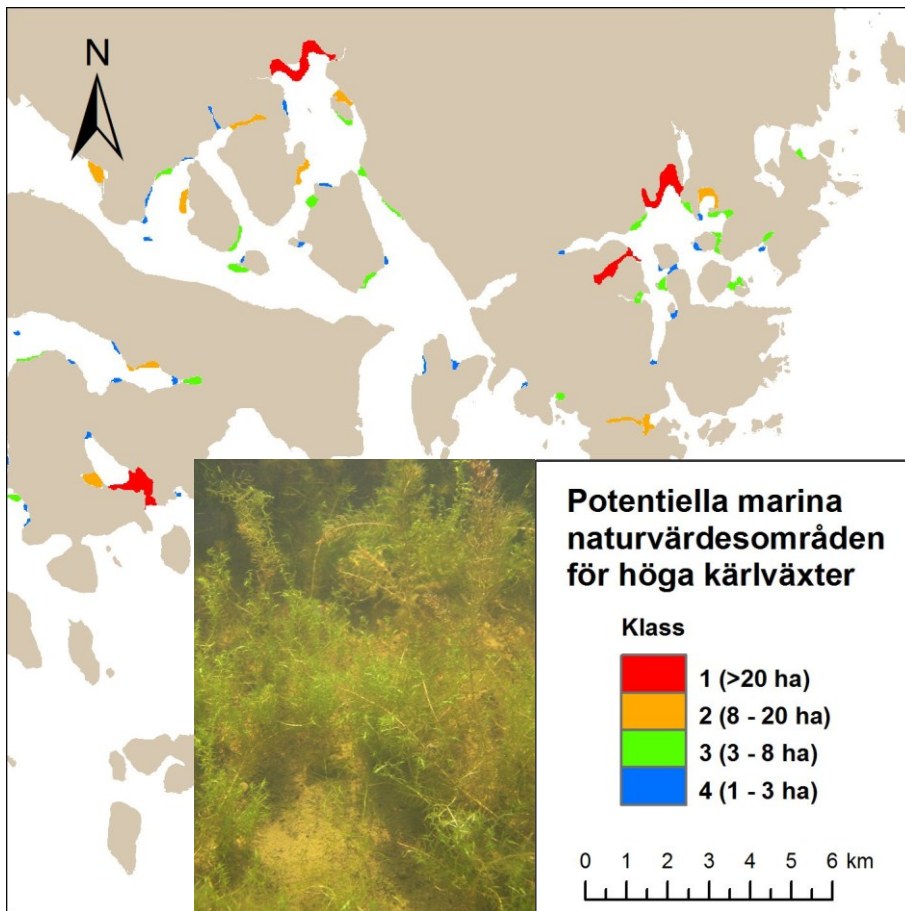 N
Potentiella marina
naturvärdesområden
för höga kärlväxter
Klass
1 (>20 ha)
2 (8 - 20 ha)
3 (3 - 8 ha)
4 (1 - 3 ha)
0 1 2 3 4 5 6 km